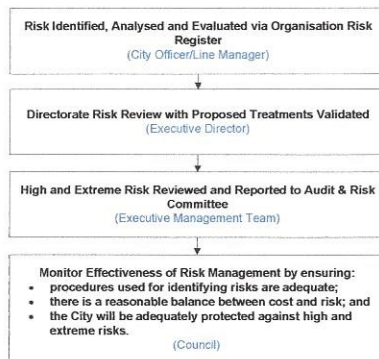 Risk Identified, Analysed and Evaluated via Organisation Risk
Register
(City Officer/Line Manager)
Directorate Risk Review with Proposed Treatments Validated
(Executive Director)
High and Extreme Risk Reviewed and Reported to Audit & Risk
Committee
(Executive Management Team)
Monitor Effectiveness of Risk Management by ensuring:
• procedures used for identifying risks are adequate;
• there is a reasonable balance between cost and risk; and
• the City will be adequately protected against high and
extreme risks.
(Council)